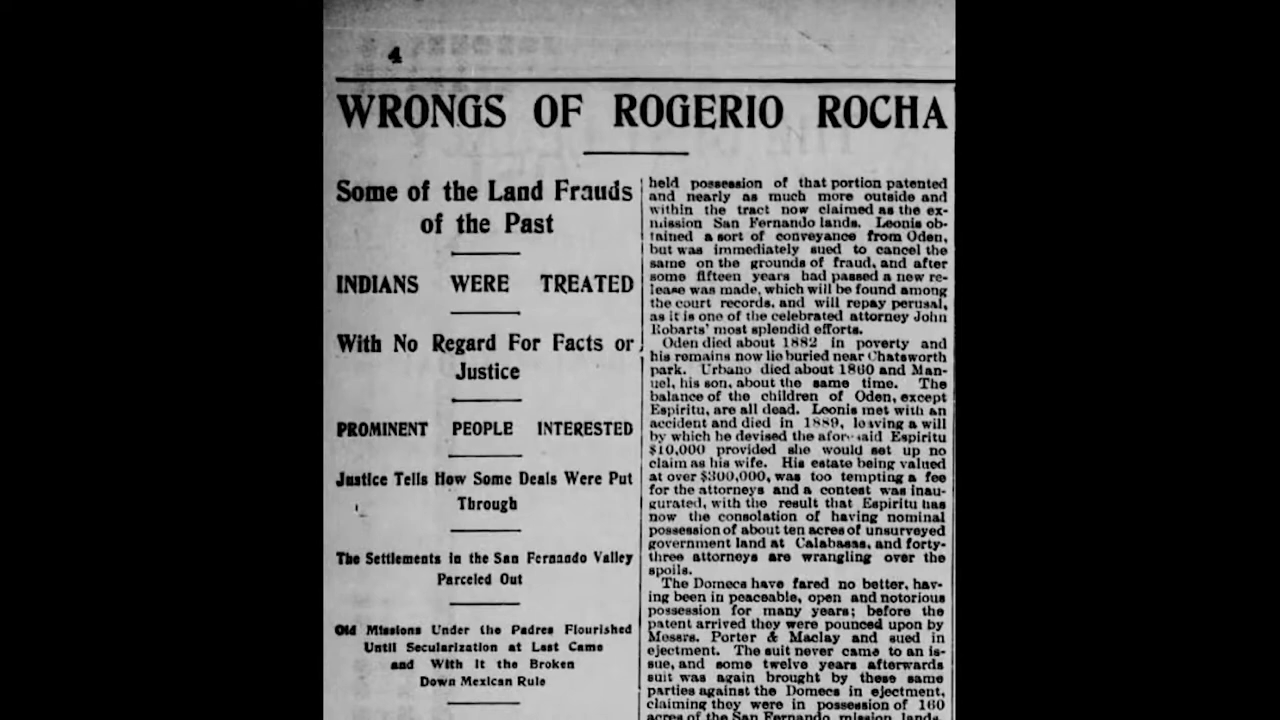 4
WRONGS OF ROGERIO ROCHA
Some of the Land Frauds
of the Past
INDIANS WERE TREATED
With No Regard For Facts or
Justice
PROMINENT PEOPLE INTERESTED
Justice Tells How Some Deals Were Put
Through
The Settlements in the San Fernando Valley
Parceled Out
Old Missions Under the Padres Flourished
Until Secularization at Last Came
and With It the Broken
Down Mexican Rule
held possession of that portion patented
and nearly as much more outside and
within the tract now claimed as the ex-
mission San Fernando lands. Leonis ob-
tained a sort of conveyance from Oden,
but was immediately sued to cancel the
same on the grounds of fraud, and after
some fifteen years had passed a new re-
lease was made, which will be found among
the court records, and will repay perusal,
as it is one of the celebrated attorney John
Robarts' most splendid efforts.
Oden died about 1882 in poverty and
his remains now lie buried near Chatsworth
park. Urbano died about 1860 and Man-
uel, his son, about the same time. The
balance of the children of Oden, except
Espiritu, are all dead. Leonis met with an
accident and died in 1889, leaving a will
by which he devised the aforesaid Espiritu
$10,000 provided she would set up no
claim as his wife. His estate being valued
at over $300,000, was too tempting a fee
for the attorneys and a contest was inau-
gurated, with the result that Espiritu has
now the consolation of having nominal
possession of about ten acres of unsurveyed
government land at Calabasas, and forty-
three attorneys are wrangling over the
spoils.
The Domecs have fared no better, hav-
ing been in peaceable, open and notorious
possession for many years; before the
patent arrived they were pounced upon by
Messrs. Porter & Maclay and sued in
ejectment. The suit never came to an is-
sue, and some twelve years afterwards
suit was again brought by these same
parties against the Domecs in ejectment,
claiming they were in possession of 160
acres of the San Fernando mission lands.